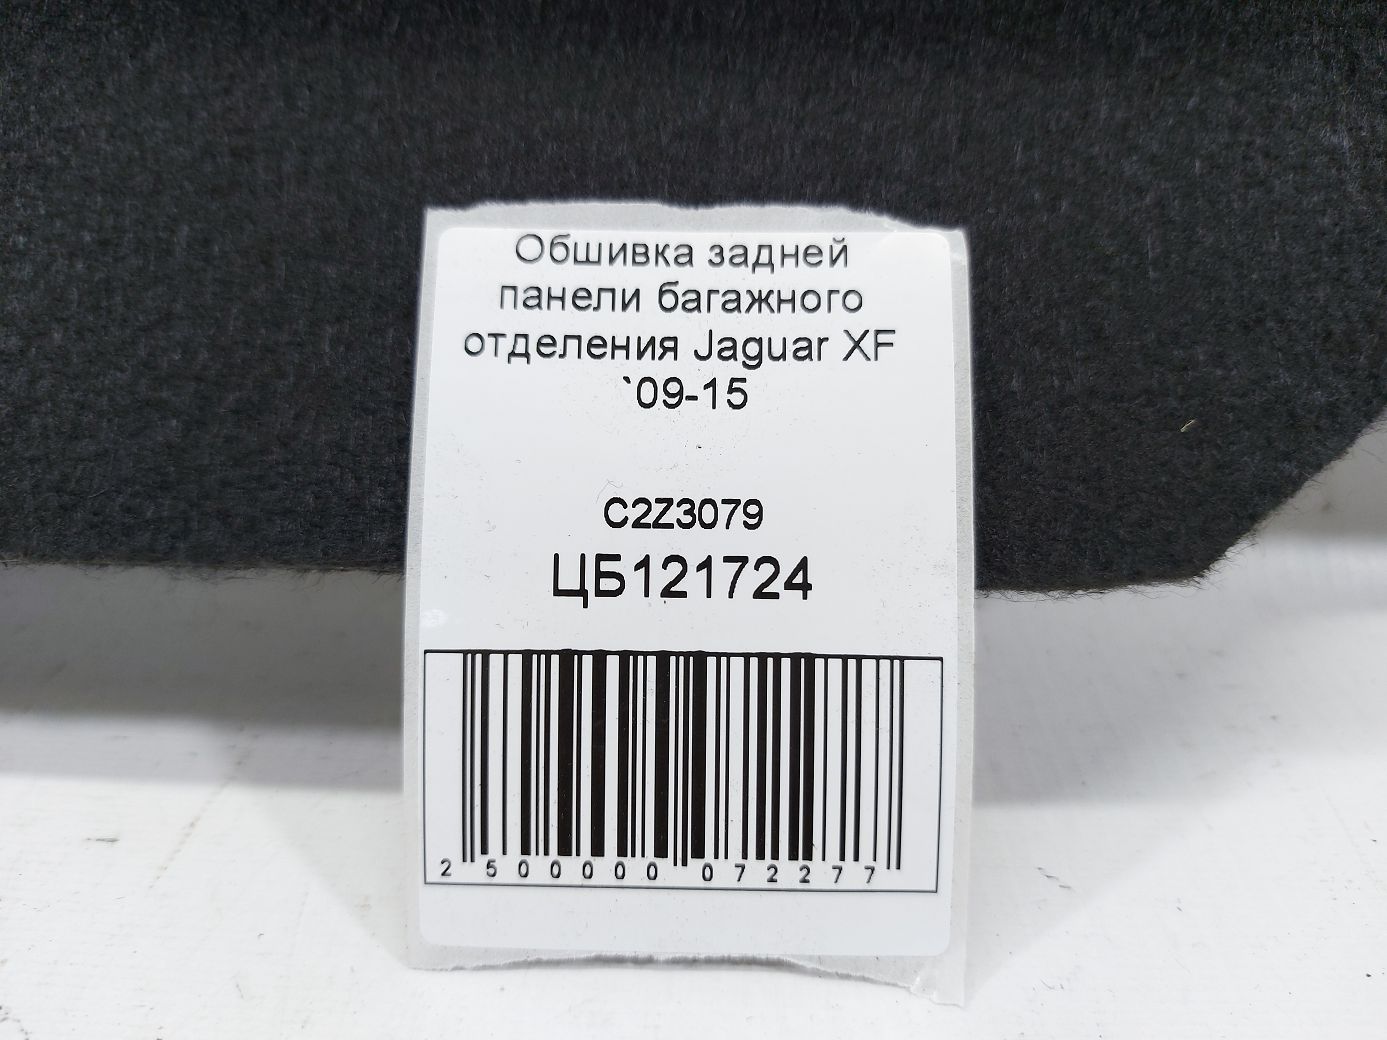 Обшивка задней
панели багажного
отделения Jaguar XF
`09-15
C2Z3079
ЦБ121724
2 500000 072277